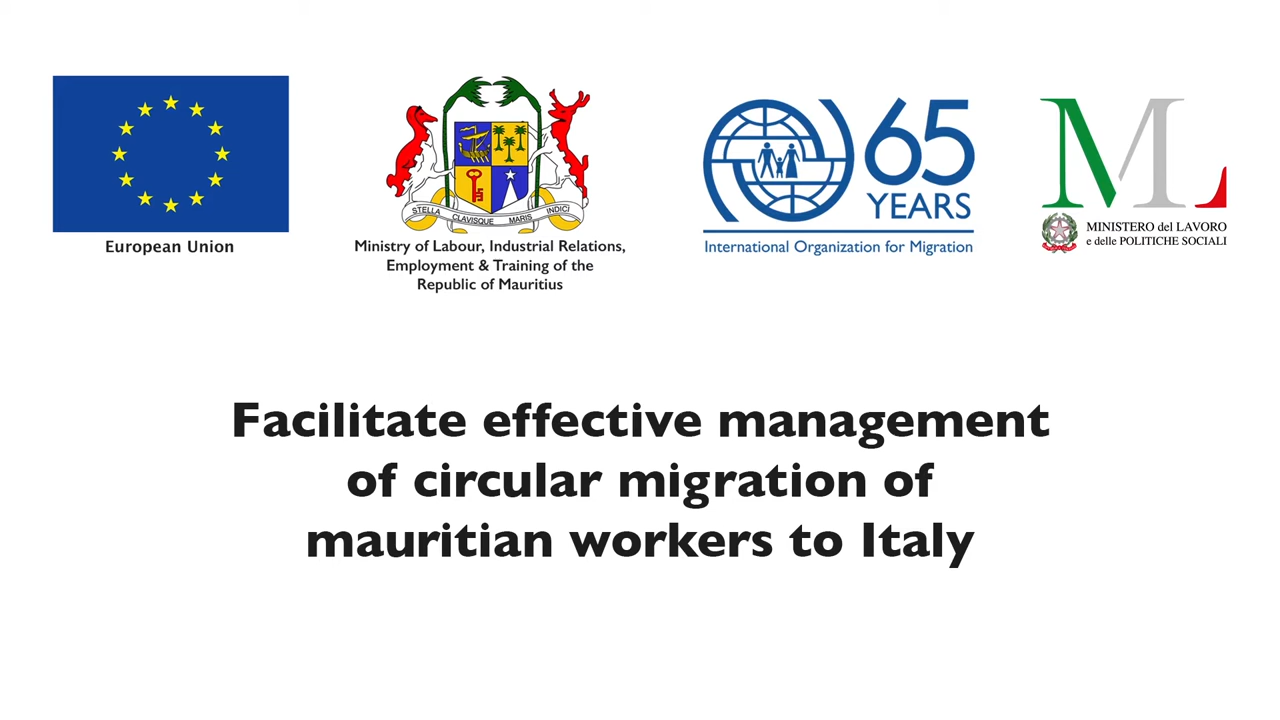 European Union
STELLA CLAVISQUE MARIS INDICI
Ministry of Labour, Industrial Relations,
Employment & Training of the
Republic of Mauritius
65
YEARS
International Organization for Migration
ML
MINISTERO del LAVORO
e delle POLITICHE SOCIALI
Facilitate effective management
of circular migration of
mauritian workers to Italy